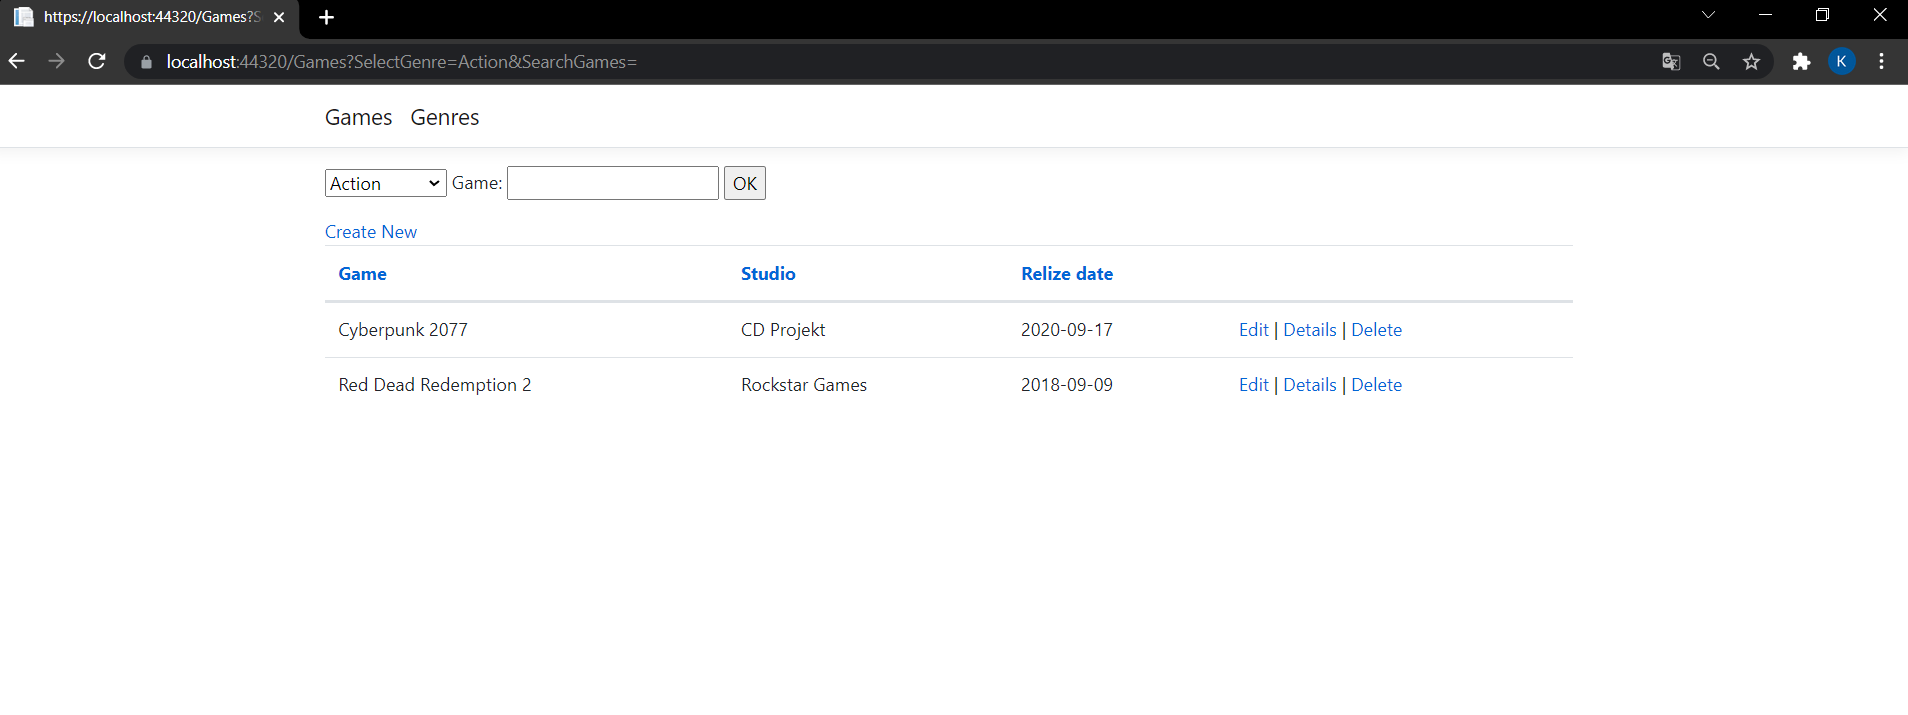 https://localhost:44320/Games?S
localhost:44320/Games?SelectGenre=Action&SearchGames=
K
Games Genres
Action Game: OK
Create New
Game Studio Relize date
Cyberpunk 2077 CD Projekt 2020-09-17 Edit | Details | Delete
Red Dead Redemption 2 Rockstar Games 2018-09-09 Edit | Details | Delete